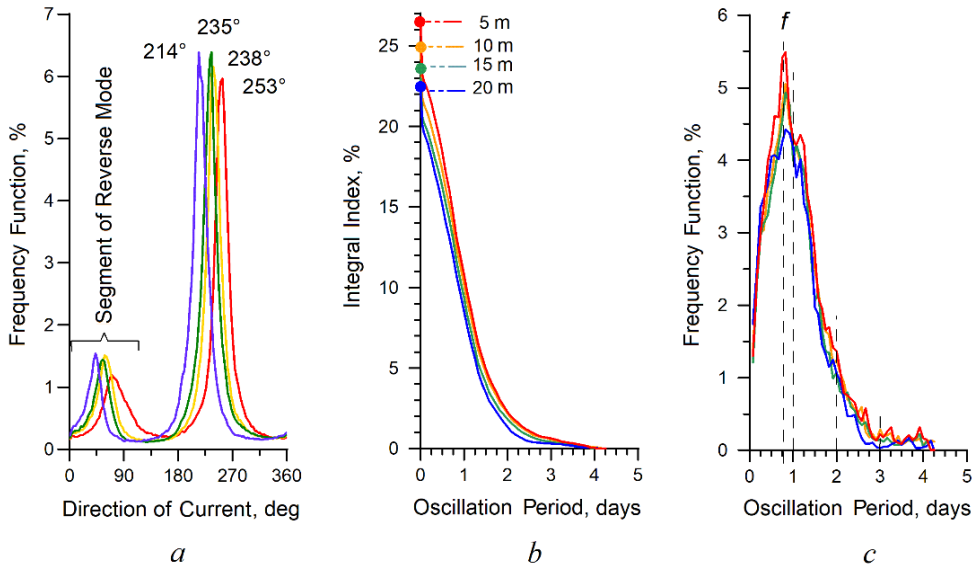 7
6
5
4
3
2
1
0
Frequency Function, %
Segment of Reverse Mode
214°
235°
238°
253°
0 90 180 270 360
Direction of Current, deg
a
25
20
15
10
5
0
Integral Index, %
5 m
10 m
15 m
20 m
0 1 2 3 4 5
Oscillation Period, days
b
6
5
4
3
2
1
0
Frequency Function, %
f
0 1 2 3 4 5
Oscillation Period, days
c